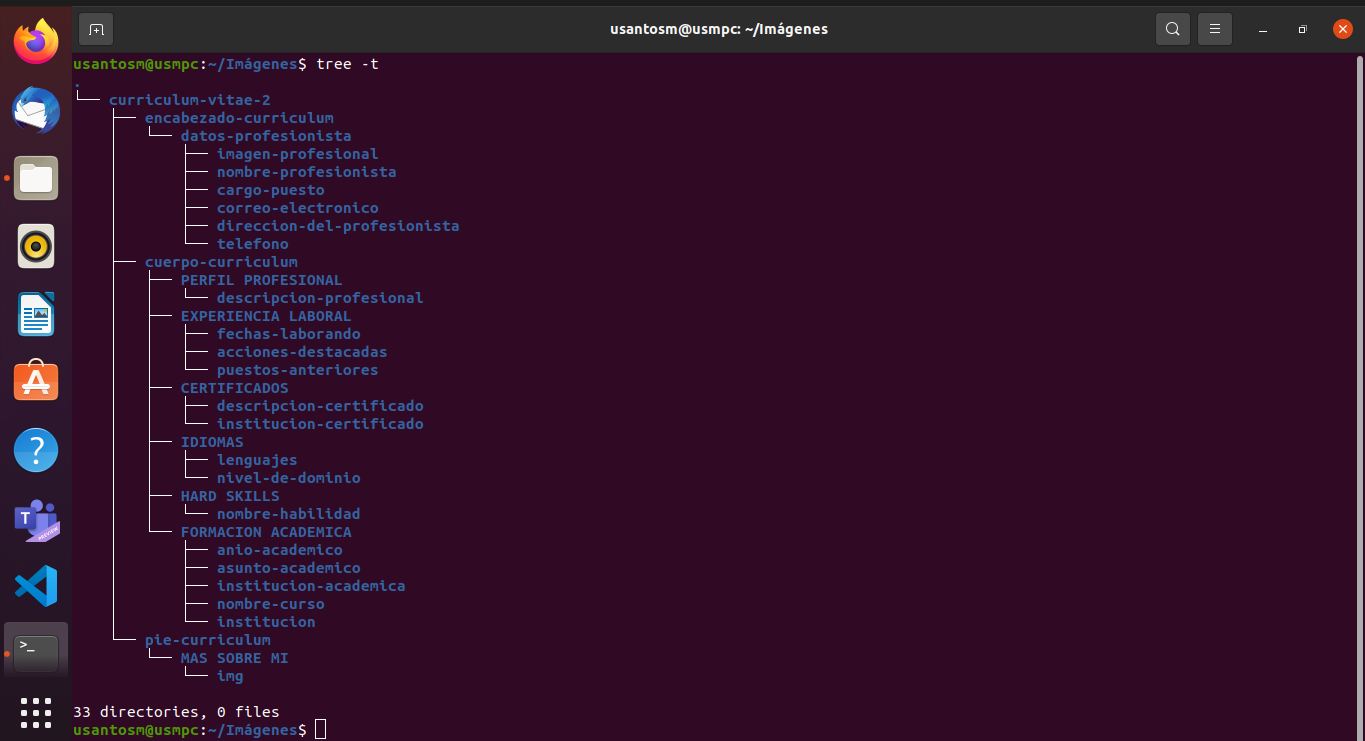 usantosm@usmpc: ~/Imágenes
usantosm@usmpc:~/Imágenes$ tree -t
.
└── curriculum-vitae-2
    ├── encabezado-curriculum
    │   └── datos-profesionista
    │       ├── imagen-profesional
    │       ├── nombre-profesionista
    │       ├── cargo-puesto
    │       ├── correo-electronico
    │       ├── direccion-del-profesionista
    │       └── telefono
    ├── cuerpo-curriculum
    │   ├── PERFIL PROFESIONAL
    │   │   └── descripcion-profesional
    │   ├── EXPERIENCIA LABORAL
    │   │   ├── fechas-laborando
    │   │   ├── acciones-destacadas
    │   │   └── puestos-anteriores
    │   ├── CERTIFICADOS
    │   │   ├── descripcion-certificado
    │   │   └── institucion-certificado
    │   ├── IDIOMAS
    │   │   ├── lenguajes
    │   │   └── nivel-de-dominio
    │   ├── HARD SKILLS
    │   │   └── nombre-habilidad
    │   └── FORMACION ACADEMICA
    │       ├── anio-academico
    │       ├── asunto-academico
    │       ├── institucion-academica
    │       ├── nombre-curso
    │       └── institucion
    └── pie-curriculum
        └── MAS SOBRE MI
            └── img
33 directories, 0 files
usantosm@usmpc:~/Imágenes$
?
T
PREVIEW
>_